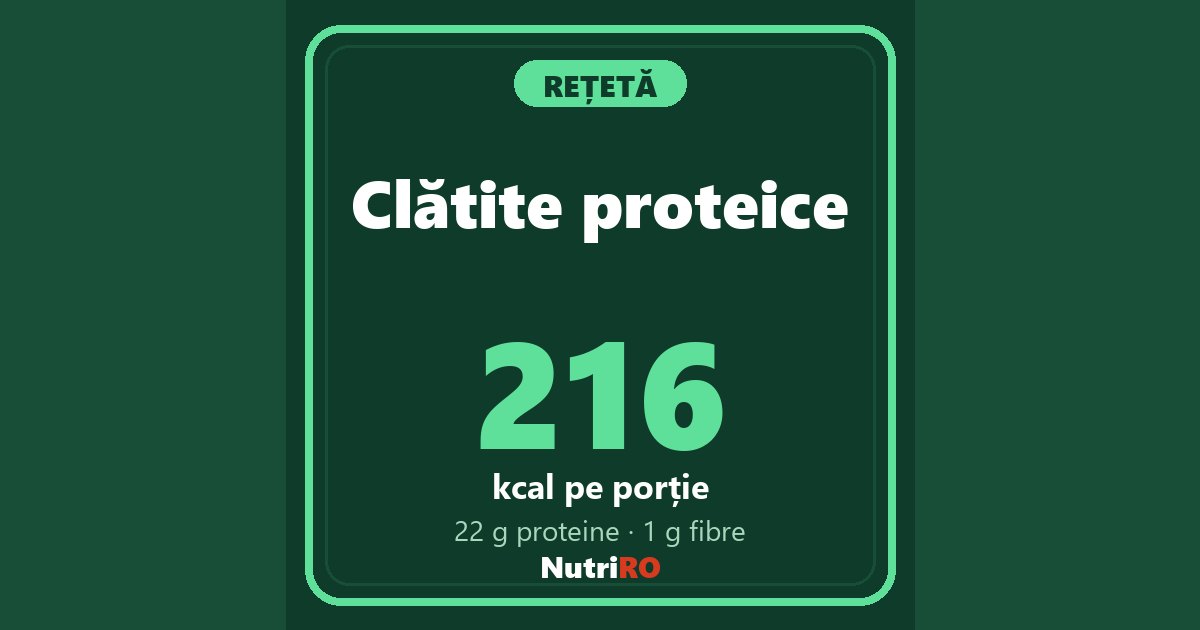 REȚETĂ
Clătite proteice
216
kcal pe porție
22 g proteine · 1 g fibre
NutriRO